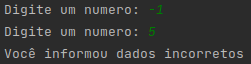 Digite um numero: -1
Digite um numero: 5
Você informou dados incorretos